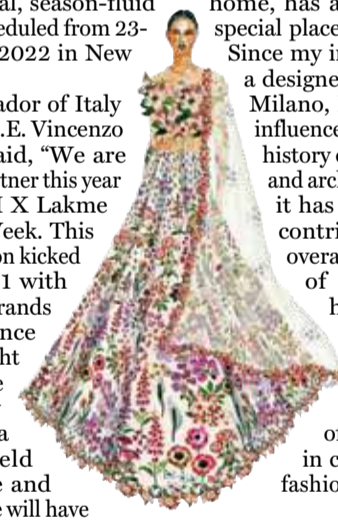 al, season-fluid
eduled from 23-
2022 in New
ador of Italy
.E. Vincenzo
aid, “We are
tner this year
I X Lakme
eek. This
on kicked
1 with
rands
nce
ht
e
a
eld
e and
e will have
home, has a
special place
Since my i
a designe
Milano,
influence
history
and arc
it has
contri
overa
of
h
o
in c
fashio